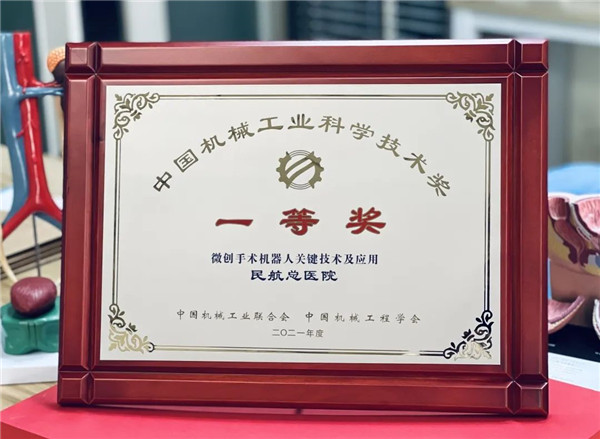 中国机械工业科学技术奖
一等奖
微创手术机器人关键技术及应用
民航总医院
中国机械工业联合会 中国机械工程学会
二〇二一年度